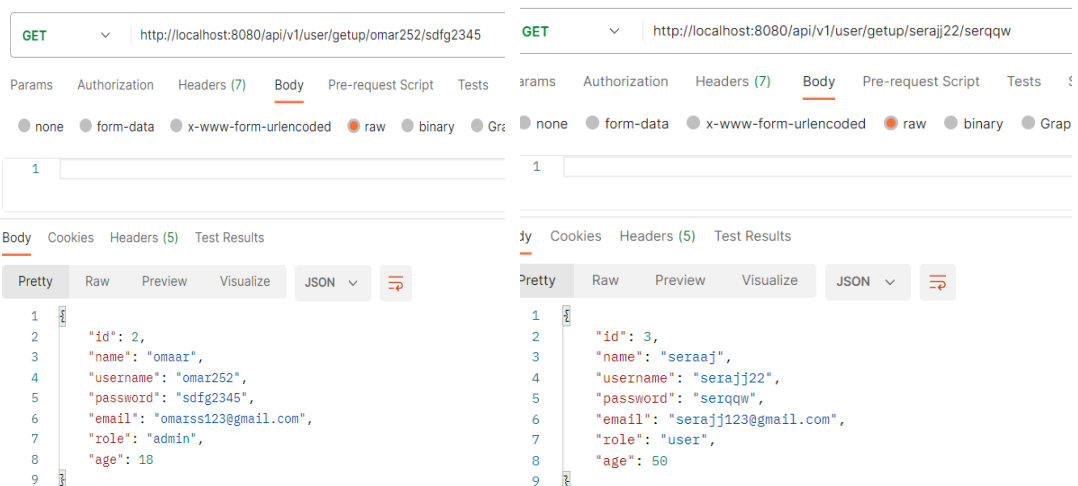 GET http://localhost:8080/api/v1/user/getup/omar252/sdfg2345
Params Authorization Headers (7) Body Pre-request Script Tests
none form-data x-www-form-urlencoded raw binary Gra
1
Body Cookies Headers (5) Test Results
Pretty Raw Preview Visualize JSON
1 {
2 "id": 2,
3 "name": "omaar",
4 "username": "omar252",
5 "password": "sdfg2345",
6 "email": "omarss123@gmail.com",
7 "role": "admin",
8 "age": 18
9 }
GET http://localhost:8080/api/v1/user/getup/serajj22/serqqw
arams Authorization Headers (7) Body Pre-request Script Tests S
none form-data x-www-form-urlencoded raw binary Grap
1
dy Cookies Headers (5) Test Results
Pretty Raw Preview Visualize JSON
1 {
2 "id": 3,
3 "name": "seraaj",
4 "username": "serajj22",
5 "password": "serqqw",
6 "email": "serajj123@gmail.com",
7 "role": "user",
8 "age": 50
9 }